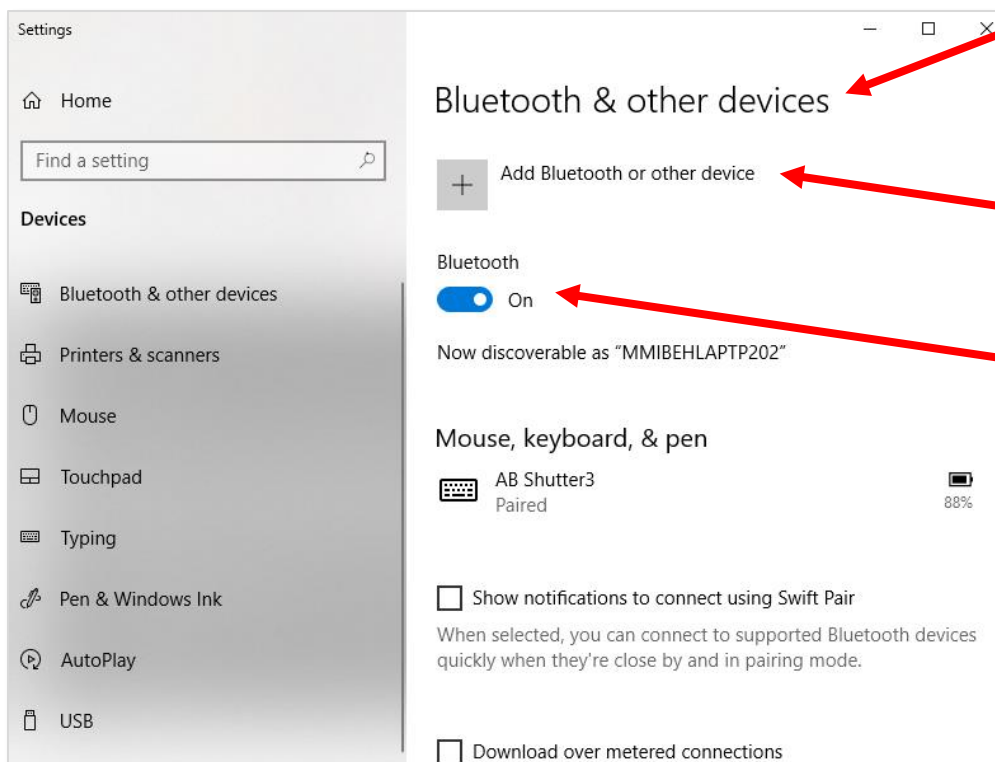 Settings
Home
Find a setting
Devices
Bluetooth & other devices
Printers & scanners
Mouse
Touchpad
Typing
Pen & Windows Ink
AutoPlay
USB
Bluetooth & other devices
Add Bluetooth or other device
Bluetooth
On
Now discoverable as “MMIBEHLAPTP202”
Mouse, keyboard, & pen
AB Shutter3
Paired
88%
Show notifications to connect using Swift Pair
When selected, you can connect to supported Bluetooth devices
quickly when they're close by and in pairing mode.
Download over metered connections